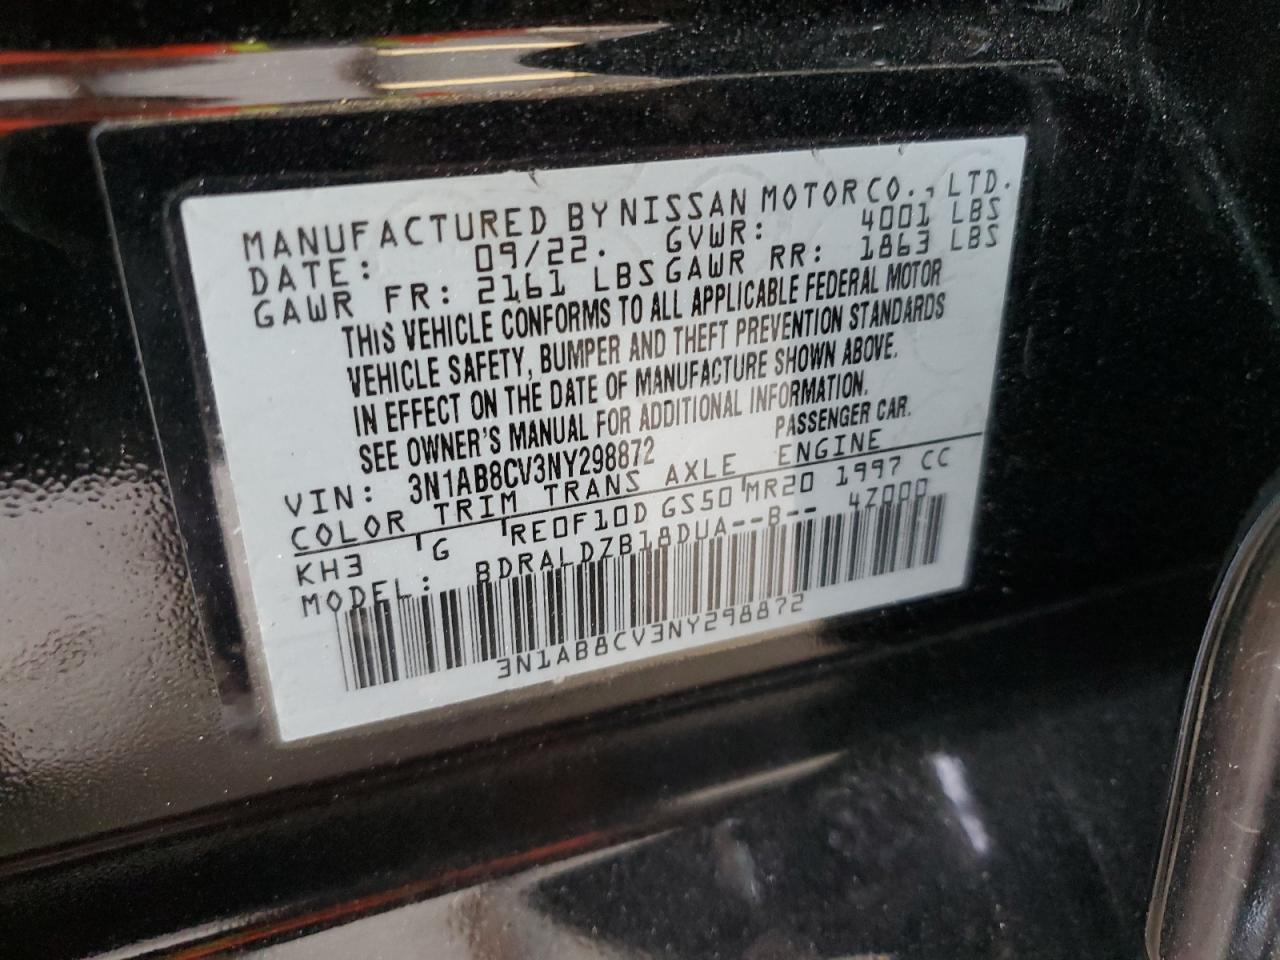 MANUFACTURED BY NISSAN MOTOR CO., LTD.
DATE: 09/22. GVWR: 4001 LBS
GAWR FR: 2161 LBS GAWR RR: 1863 LBS
THIS VEHICLE CONFORMS TO ALL APPLICABLE FEDERAL MOTOR
VEHICLE SAFETY, BUMPER AND THEFT PREVENTION STANDARDS
IN EFFECT ON THE DATE OF MANUFACTURE SHOWN ABOVE.
SEE OWNER'S MANUAL FOR ADDITIONAL INFORMATION.
VIN: 3N1AB8CV3NY298872 PASSENGER CAR.
COLOR TRIM TRANS AXLE ENGINE
KH3 G RE0F10D GS50 MR20 1997 CC
MODEL: BDRALDZB18DUA--B-- 4Z000
3N1AB8CV3NY298872